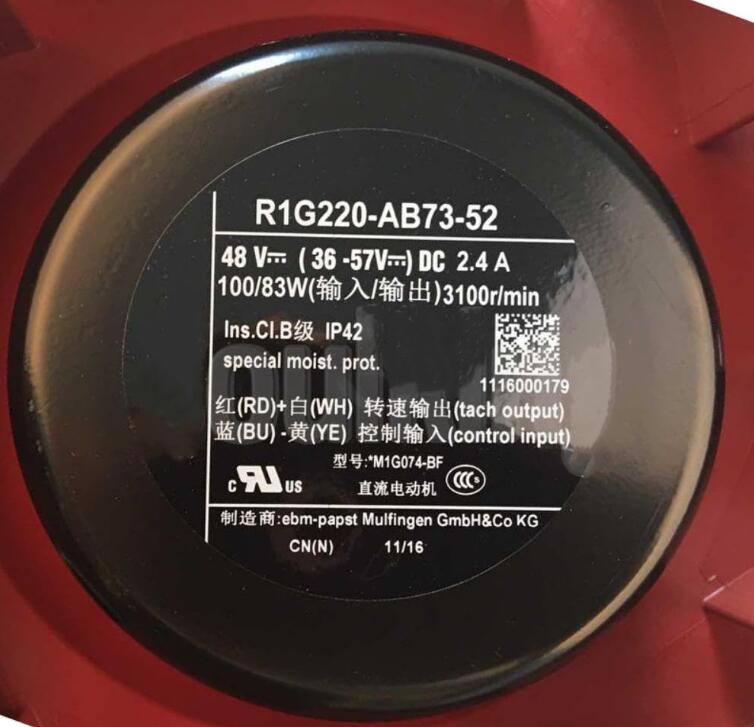 R1G220-AB73-52
48 V⎓ ( 36 -57V⎓) DC 2.4 A
100/83W(输入/输出)3100r/min
Ins.Cl.B级 IP42
special moist. prot.
1116000179
红(RD)+白(WH) 转速输出(tach output)
蓝(BU) -黄(YE) 控制输入(control input)
型号:*M1G074-BF
c RU US
直流电动机
CCC S
制造商:ebm-papst Mulfingen GmbH&Co KG
CN(N) 11/16